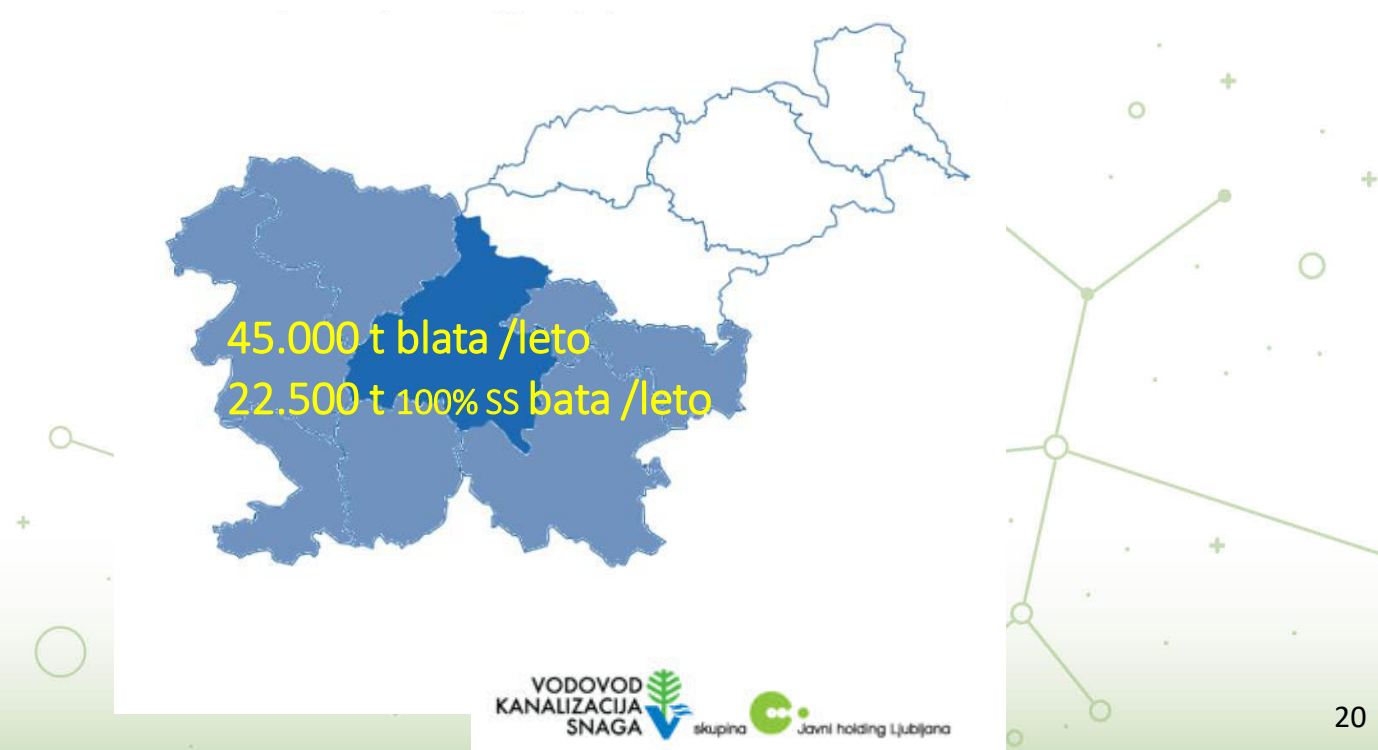 45.000 t blata /leto
22.500 t 100% SS bata /leto
VODOVOD
KANALIZACIJA
SNAGA
skupina
Javni holding Ljubljana
20